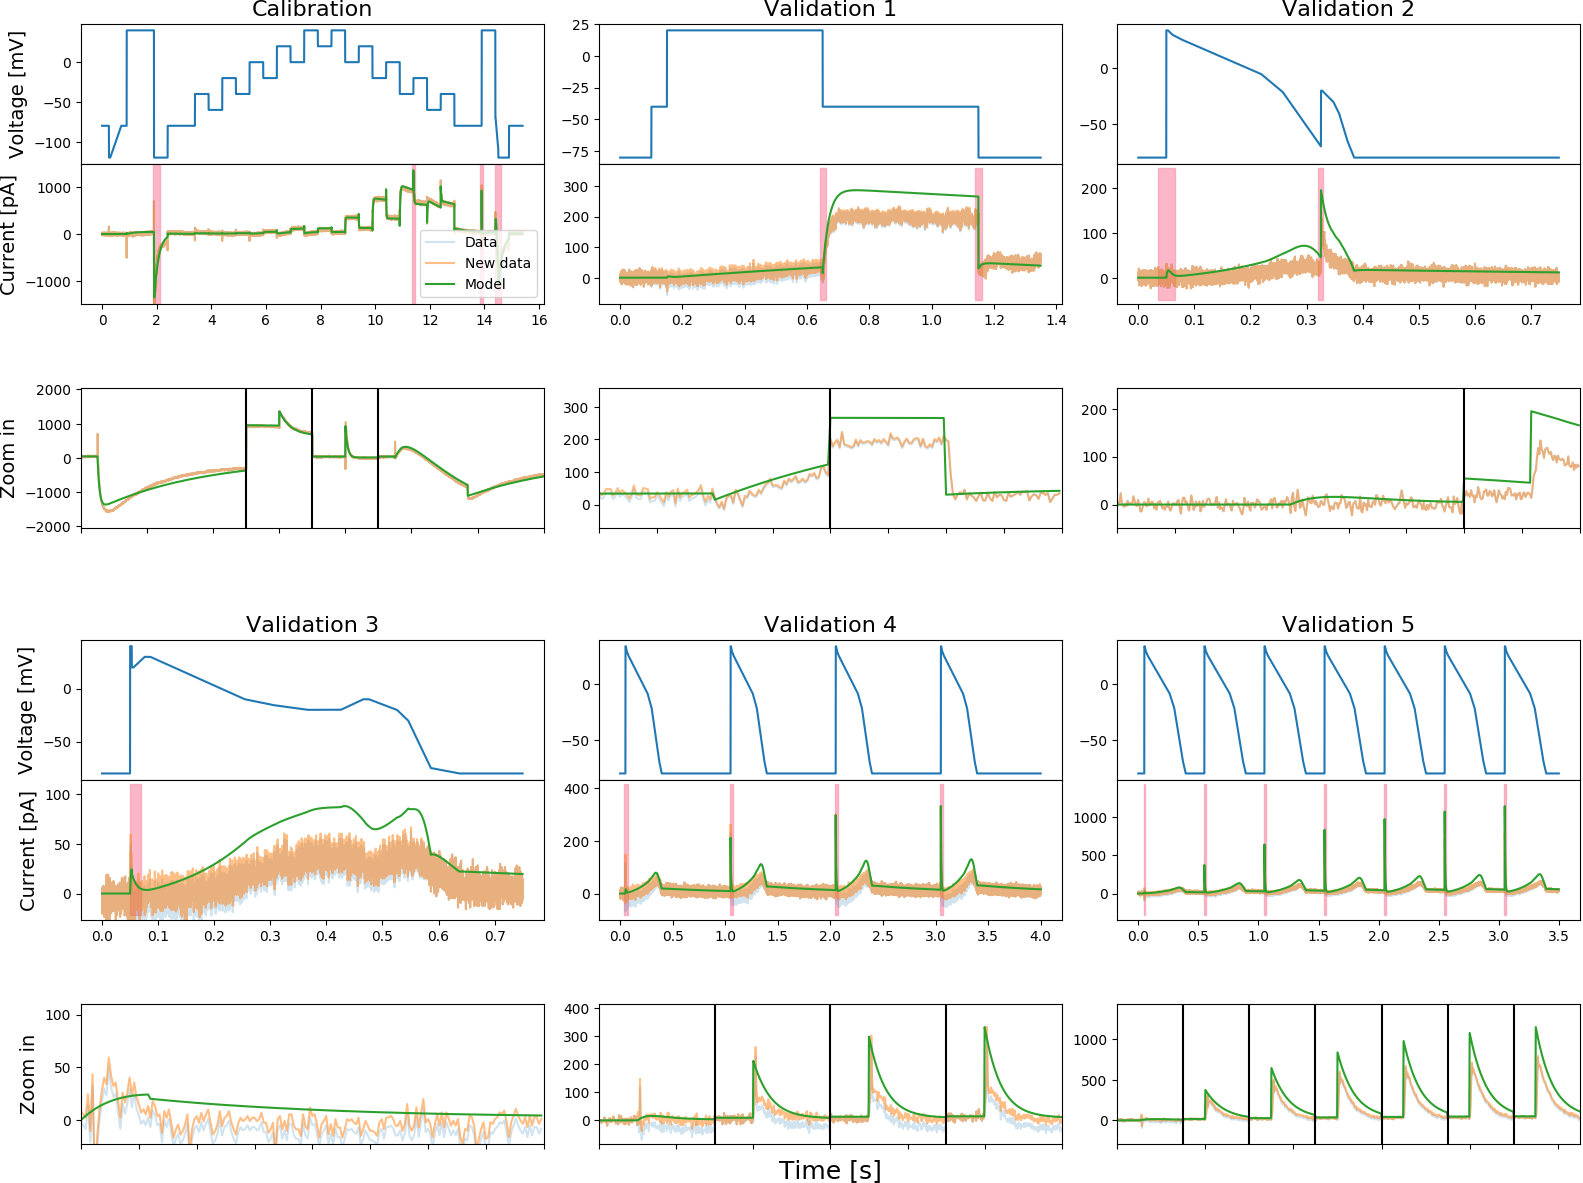 Calibration
Validation 1
Validation 2
Voltage [mV]
0
−50
−100
25
0
−25
−50
−75
0
−50
Current [pA]
1000
0
−1000
Data
New data
Model
300
200
100
0
200
100
0
0 2 4 6 8 10 12 14 16
0.0 0.2 0.4 0.6 0.8 1.0 1.2 1.4
0.0 0.1 0.2 0.3 0.4 0.5 0.6 0.7
Zoom in
2000
1000
0
−1000
−2000
300
200
100
0
200
100
0
Validation 3
Validation 4
Validation 5
Voltage [mV]
0
−50
0
−50
0
−50
Current [pA]
100
50
0
400
200
0
1000
500
0
0.0 0.1 0.2 0.3 0.4 0.5 0.6 0.7
0.0 0.5 1.0 1.5 2.0 2.5 3.0 3.5 4.0
0.0 0.5 1.0 1.5 2.0 2.5 3.0 3.5
Zoom in
100
50
0
400
300
200
100
0
1000
500
0
Time [s]